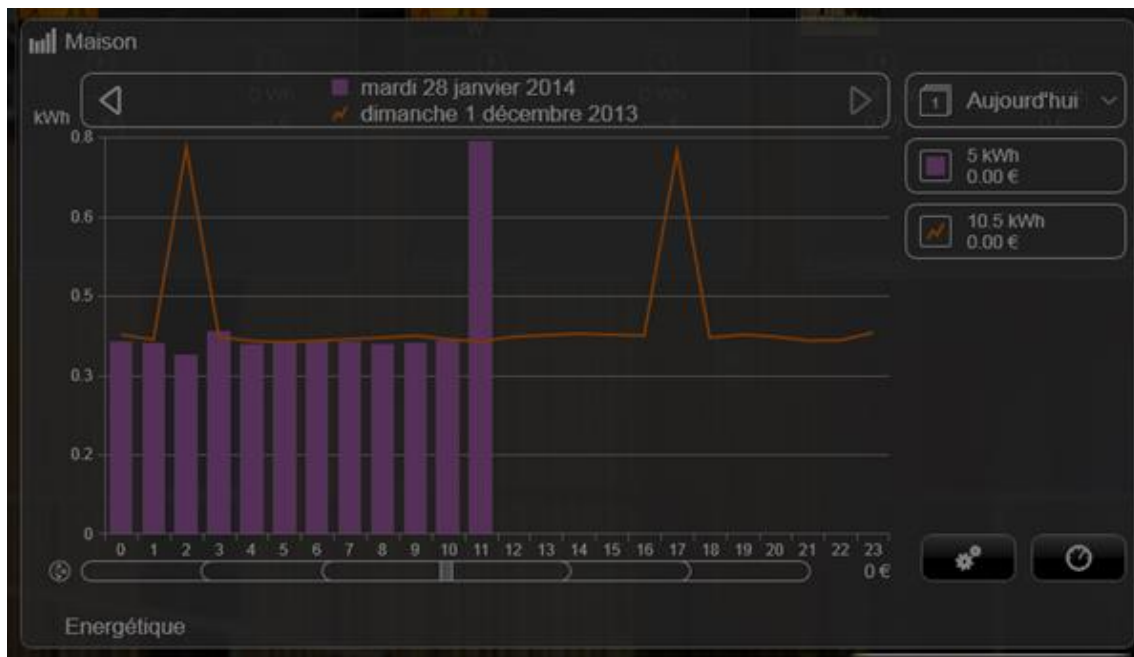 Maison
mardi 28 janvier 2014
dimanche 1 décembre 2013
1 Aujourd'hui
kWh
5 kWh
0.00 €
10.5 kWh
0.00 €
0.8
0.6
0.5
0.3
0.2
0
0 1 2 3 4 5 6 7 8 9 10 11 12 13 14 15 16 17 18 19 20 21 22 23
0 €
Energétique